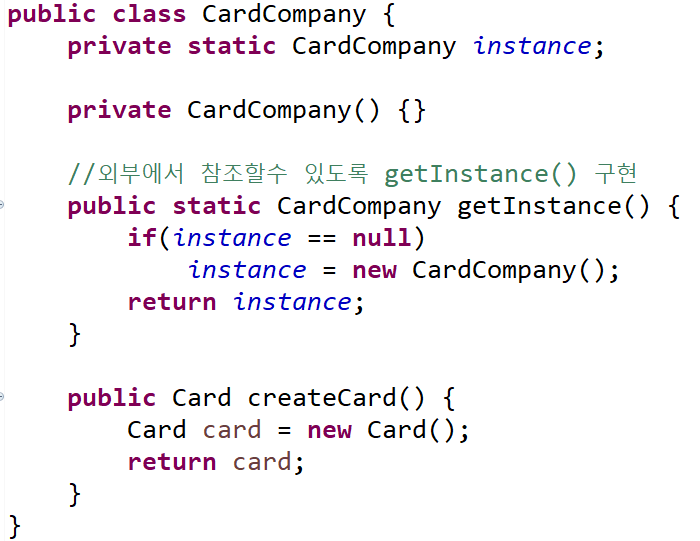 public class CardCompany {
    private static CardCompany instance;

    private CardCompany() {}

    //외부에서 참조할수 있도록 getInstance() 구현
    public static CardCompany getInstance() {
        if(instance == null)
            instance = new CardCompany();
        return instance;
    }

    public Card createCard() {
        Card card = new Card();
        return card;
    }
}